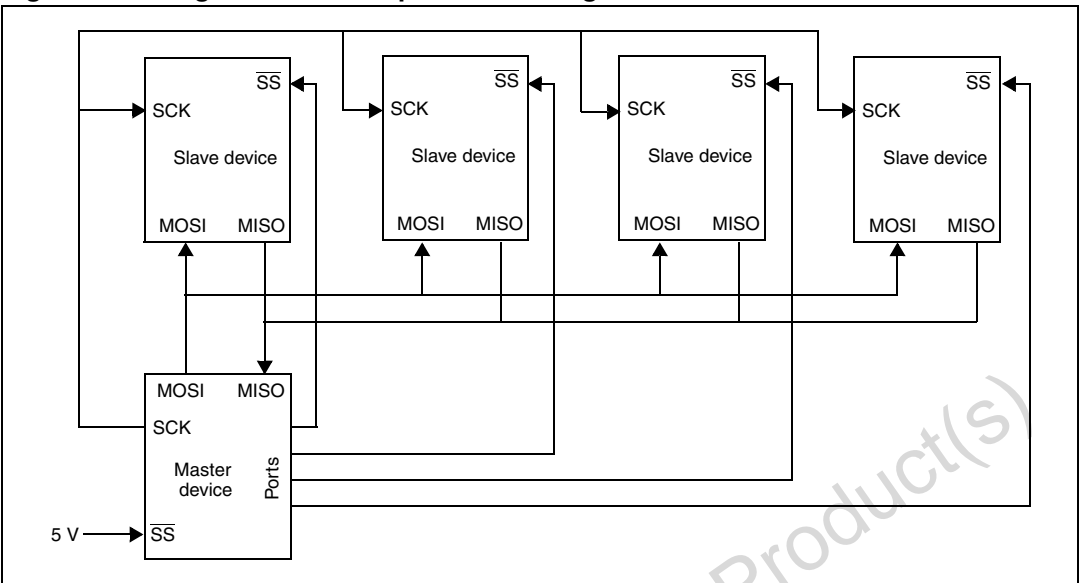 SS
SCK
Slave device
MOSI MISO
SS
SCK
Slave device
MOSI MISO
SS
SCK
Slave device
MOSI MISO
SS
SCK
Slave device
MOSI MISO
MOSI MISO
SCK
Master
device
Ports
5 V
SS
Product(s)